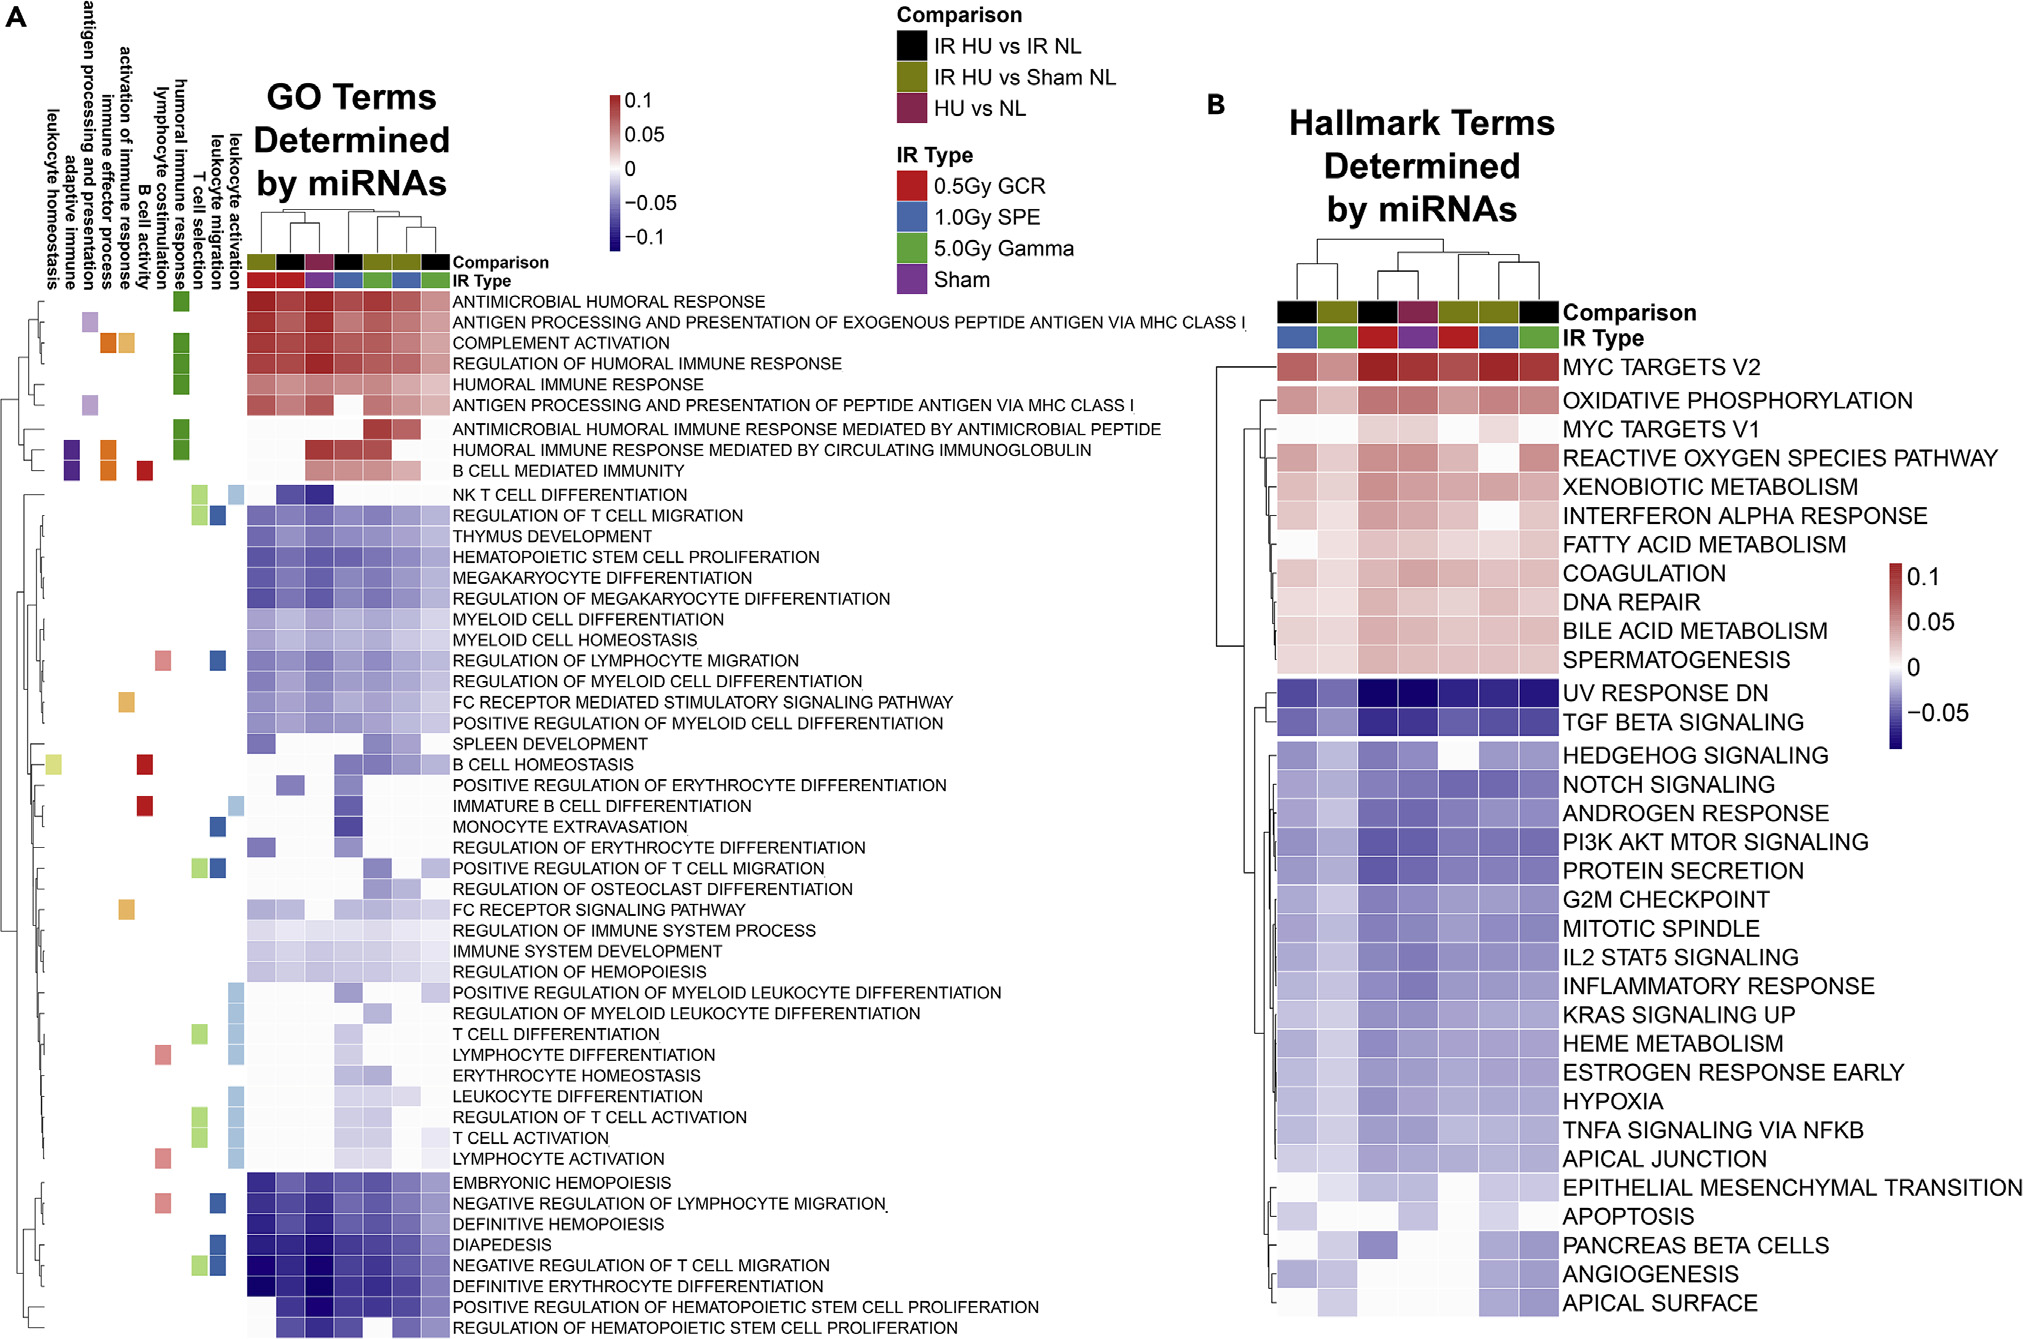 A
leukocyte homeostasis
adaptive immune
antigen processing and presentation
immune effector process
activation of immune response
B cell activity
lymphocyte costimulation
humoral immune response
T cell selection
leukocyte migration
leukocyte activation
GO Terms
Determined
by miRNAs
0.1
0.05
0
−0.05
−0.1
Comparison
IR HU vs IR NL
IR HU vs Sham NL
HU vs NL
IR Type
0.5Gy GCR
1.0Gy SPE
5.0Gy Gamma
Sham
Comparison
IR Type
ANTIMICROBIAL HUMORAL RESPONSE
ANTIGEN PROCESSING AND PRESENTATION OF EXOGENOUS PEPTIDE ANTIGEN VIA MHC CLASS I
COMPLEMENT ACTIVATION
REGULATION OF HUMORAL IMMUNE RESPONSE
HUMORAL IMMUNE RESPONSE
ANTIGEN PROCESSING AND PRESENTATION OF PEPTIDE ANTIGEN VIA MHC CLASS I
ANTIMICROBIAL HUMORAL IMMUNE RESPONSE MEDIATED BY ANTIMICROBIAL PEPTIDE
HUMORAL IMMUNE RESPONSE MEDIATED BY CIRCULATING IMMUNOGLOBULIN
B CELL MEDIATED IMMUNITY
NK T CELL DIFFERENTIATION
REGULATION OF T CELL MIGRATION
THYMUS DEVELOPMENT
HEMATOPOIETIC STEM CELL PROLIFERATION
MEGAKARYOCYTE DIFFERENTIATION
REGULATION OF MEGAKARYOCYTE DIFFERENTIATION
MYELOID CELL DIFFERENTIATION
MYELOID CELL HOMEOSTASIS
REGULATION OF LYMPHOCYTE MIGRATION
REGULATION OF MYELOID CELL DIFFERENTIATION
FC RECEPTOR MEDIATED STIMULATORY SIGNALING PATHWAY
POSITIVE REGULATION OF MYELOID CELL DIFFERENTIATION
SPLEEN DEVELOPMENT
B CELL HOMEOSTASIS
POSITIVE REGULATION OF ERYTHROCYTE DIFFERENTIATION
IMMATURE B CELL DIFFERENTIATION
MONOCYTE EXTRAVASATION
REGULATION OF ERYTHROCYTE DIFFERENTIATION
POSITIVE REGULATION OF T CELL MIGRATION
REGULATION OF OSTEOCLAST DIFFERENTIATION
FC RECEPTOR SIGNALING PATHWAY
REGULATION OF IMMUNE SYSTEM PROCESS
IMMUNE SYSTEM DEVELOPMENT
REGULATION OF HEMOPOIESIS
POSITIVE REGULATION OF MYELOID LEUKOCYTE DIFFERENTIATION
REGULATION OF MYELOID LEUKOCYTE DIFFERENTIATION
T CELL DIFFERENTIATION
LYMPHOCYTE DIFFERENTIATION
ERYTHROCYTE HOMEOSTASIS
LEUKOCYTE DIFFERENTIATION
REGULATION OF T CELL ACTIVATION
T CELL ACTIVATION
LYMPHOCYTE ACTIVATION
EMBRYONIC HEMOPOIESIS
NEGATIVE REGULATION OF LYMPHOCYTE MIGRATION
DEFINITIVE HEMOPOIESIS
DIAPEDESIS
NEGATIVE REGULATION OF T CELL MIGRATION
DEFINITIVE ERYTHROCYTE DIFFERENTIATION
POSITIVE REGULATION OF HEMATOPOIETIC STEM CELL PROLIFERATION
REGULATION OF HEMATOPOIETIC STEM CELL PROLIFERATION
B
Hallmark Terms
Determined
by miRNAs
Comparison
IR Type
MYC TARGETS V2
OXIDATIVE PHOSPHORYLATION
MYC TARGETS V1
REACTIVE OXYGEN SPECIES PATHWAY
XENOBIOTIC METABOLISM
INTERFERON ALPHA RESPONSE
FATTY ACID METABOLISM
COAGULATION
DNA REPAIR
BILE ACID METABOLISM
SPERMATOGENESIS
UV RESPONSE DN
TGF BETA SIGNALING
HEDGEHOG SIGNALING
NOTCH SIGNALING
ANDROGEN RESPONSE
PI3K AKT MTOR SIGNALING
PROTEIN SECRETION
G2M CHECKPOINT
MITOTIC SPINDLE
IL2 STAT5 SIGNALING
INFLAMMATORY RESPONSE
KRAS SIGNALING UP
HEME METABOLISM
ESTROGEN RESPONSE EARLY
HYPOXIA
TNFA SIGNALING VIA NFKB
APICAL JUNCTION
EPITHELIAL MESENCHYMAL TRANSITION
APOPTOSIS
PANCREAS BETA CELLS
ANGIOGENESIS
APICAL SURFACE
0.1
0.05
0
−0.05